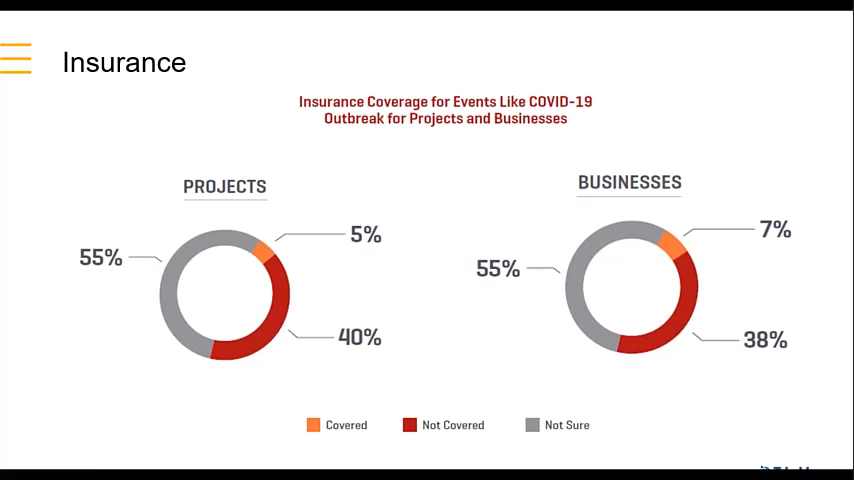 Insurance
Insurance Coverage for Events Like COVID-19
Outbreak for Projects and Businesses
PROJECTS
55%
5%
40%
BUSINESSES
55%
7%
38%
Covered
Not Covered
Not Sure